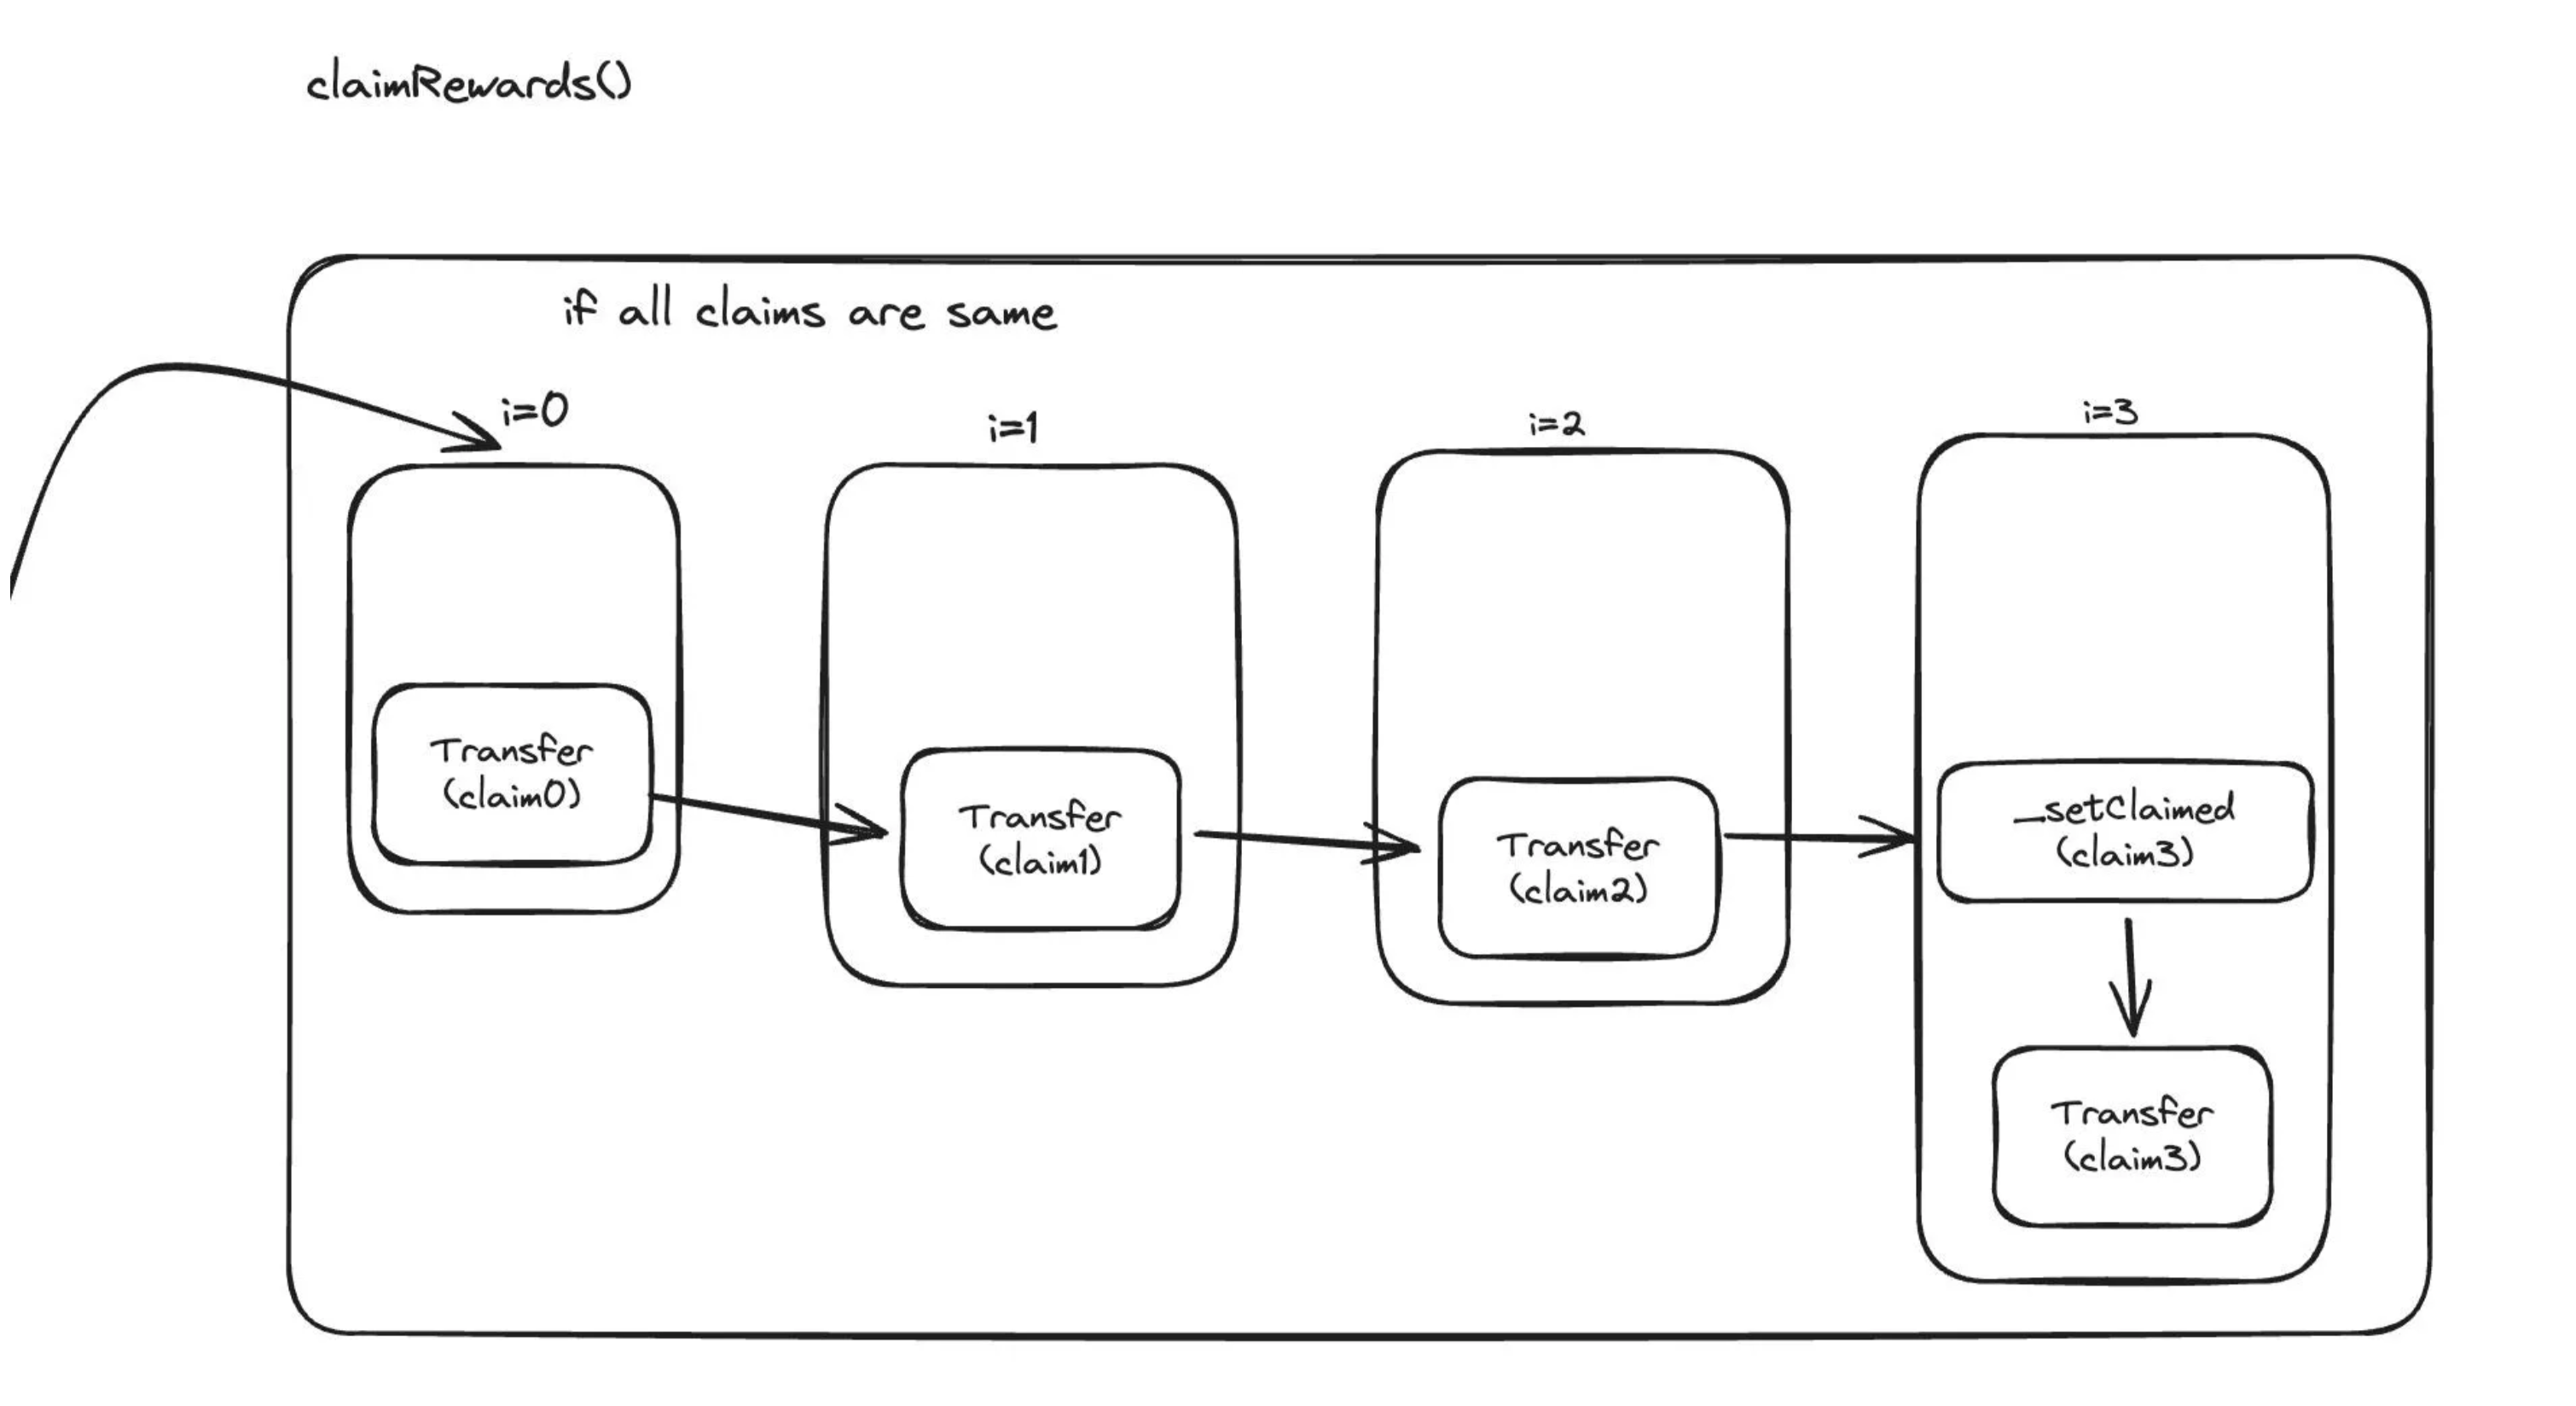 claimRewards()
if all claims are same
i=0
i=1
i=2
i=3
Transfer
(claim0)
Transfer
(claim1)
Transfer
(claim2)
_setClaimed
(claim3)
Transfer
(claim3)